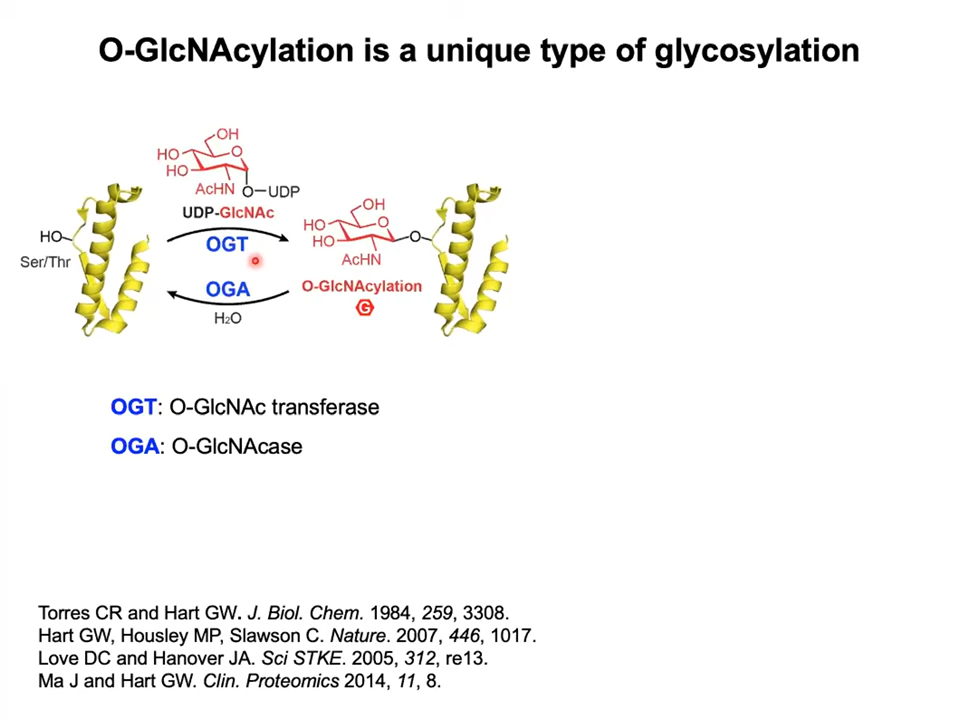 O-GlcNAcylation is a unique type of glycosylation
OH
HO
O
HO
AcHN
O–UDP
UDP-GlcNAc
HO
Ser/Thr
OGT
OGA
H₂O
OH
HO
O
HO
O
AcHN
O-GlcNAcylation
G
OGT: O-GlcNAc transferase
OGA: O-GlcNAcase
Torres CR and Hart GW. J. Biol. Chem. 1984, 259, 3308.
Hart GW, Housley MP, Slawson C. Nature. 2007, 446, 1017.
Love DC and Hanover JA. Sci STKE. 2005, 312, re13.
Ma J and Hart GW. Clin. Proteomics 2014, 11, 8.